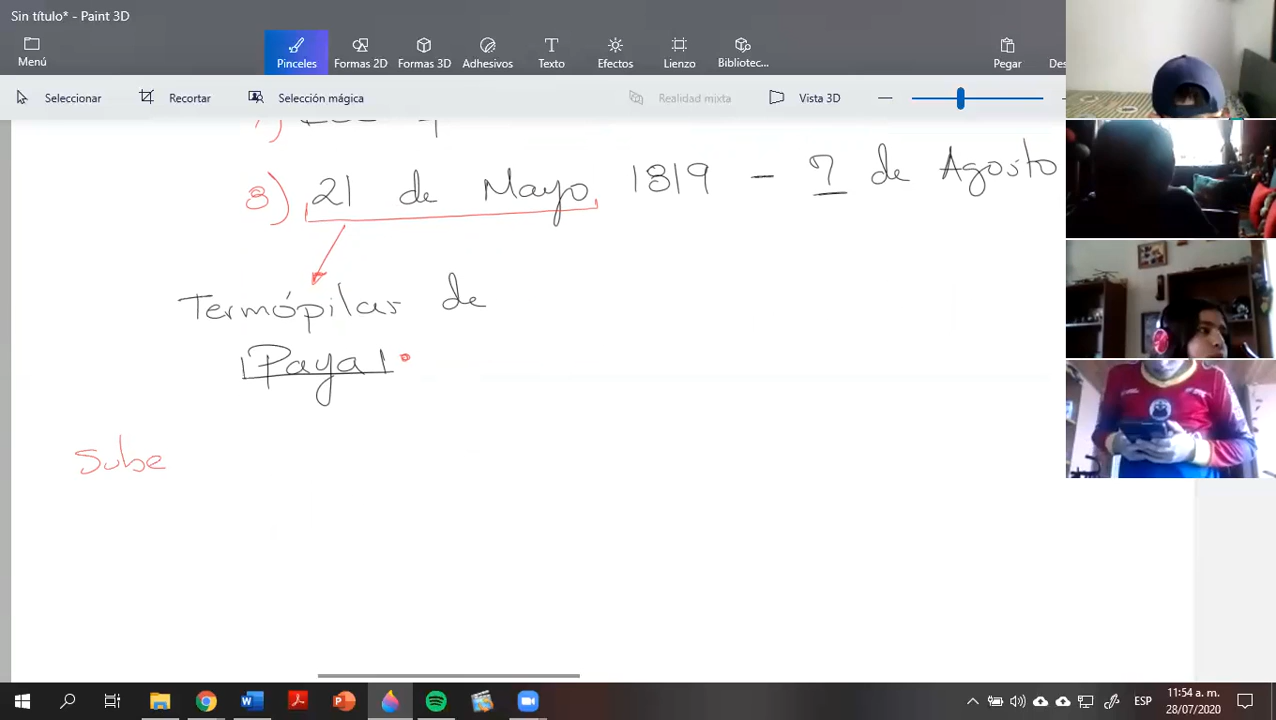 Sin título* - Paint 3D
Menú
Pinceles
Formas 2D
Formas 3D
Adhesivos
Texto
Efectos
Lienzo
Bibliotec...
Pegar
Des
Seleccionar
Recortar
Selección mágica
Realidad mixta
Vista 3D
3) 21 de Mayo 1819 - 7 de Agosto
Termópilas de
Paya
Sube
ESP
11:54 a. m.
28/07/2020